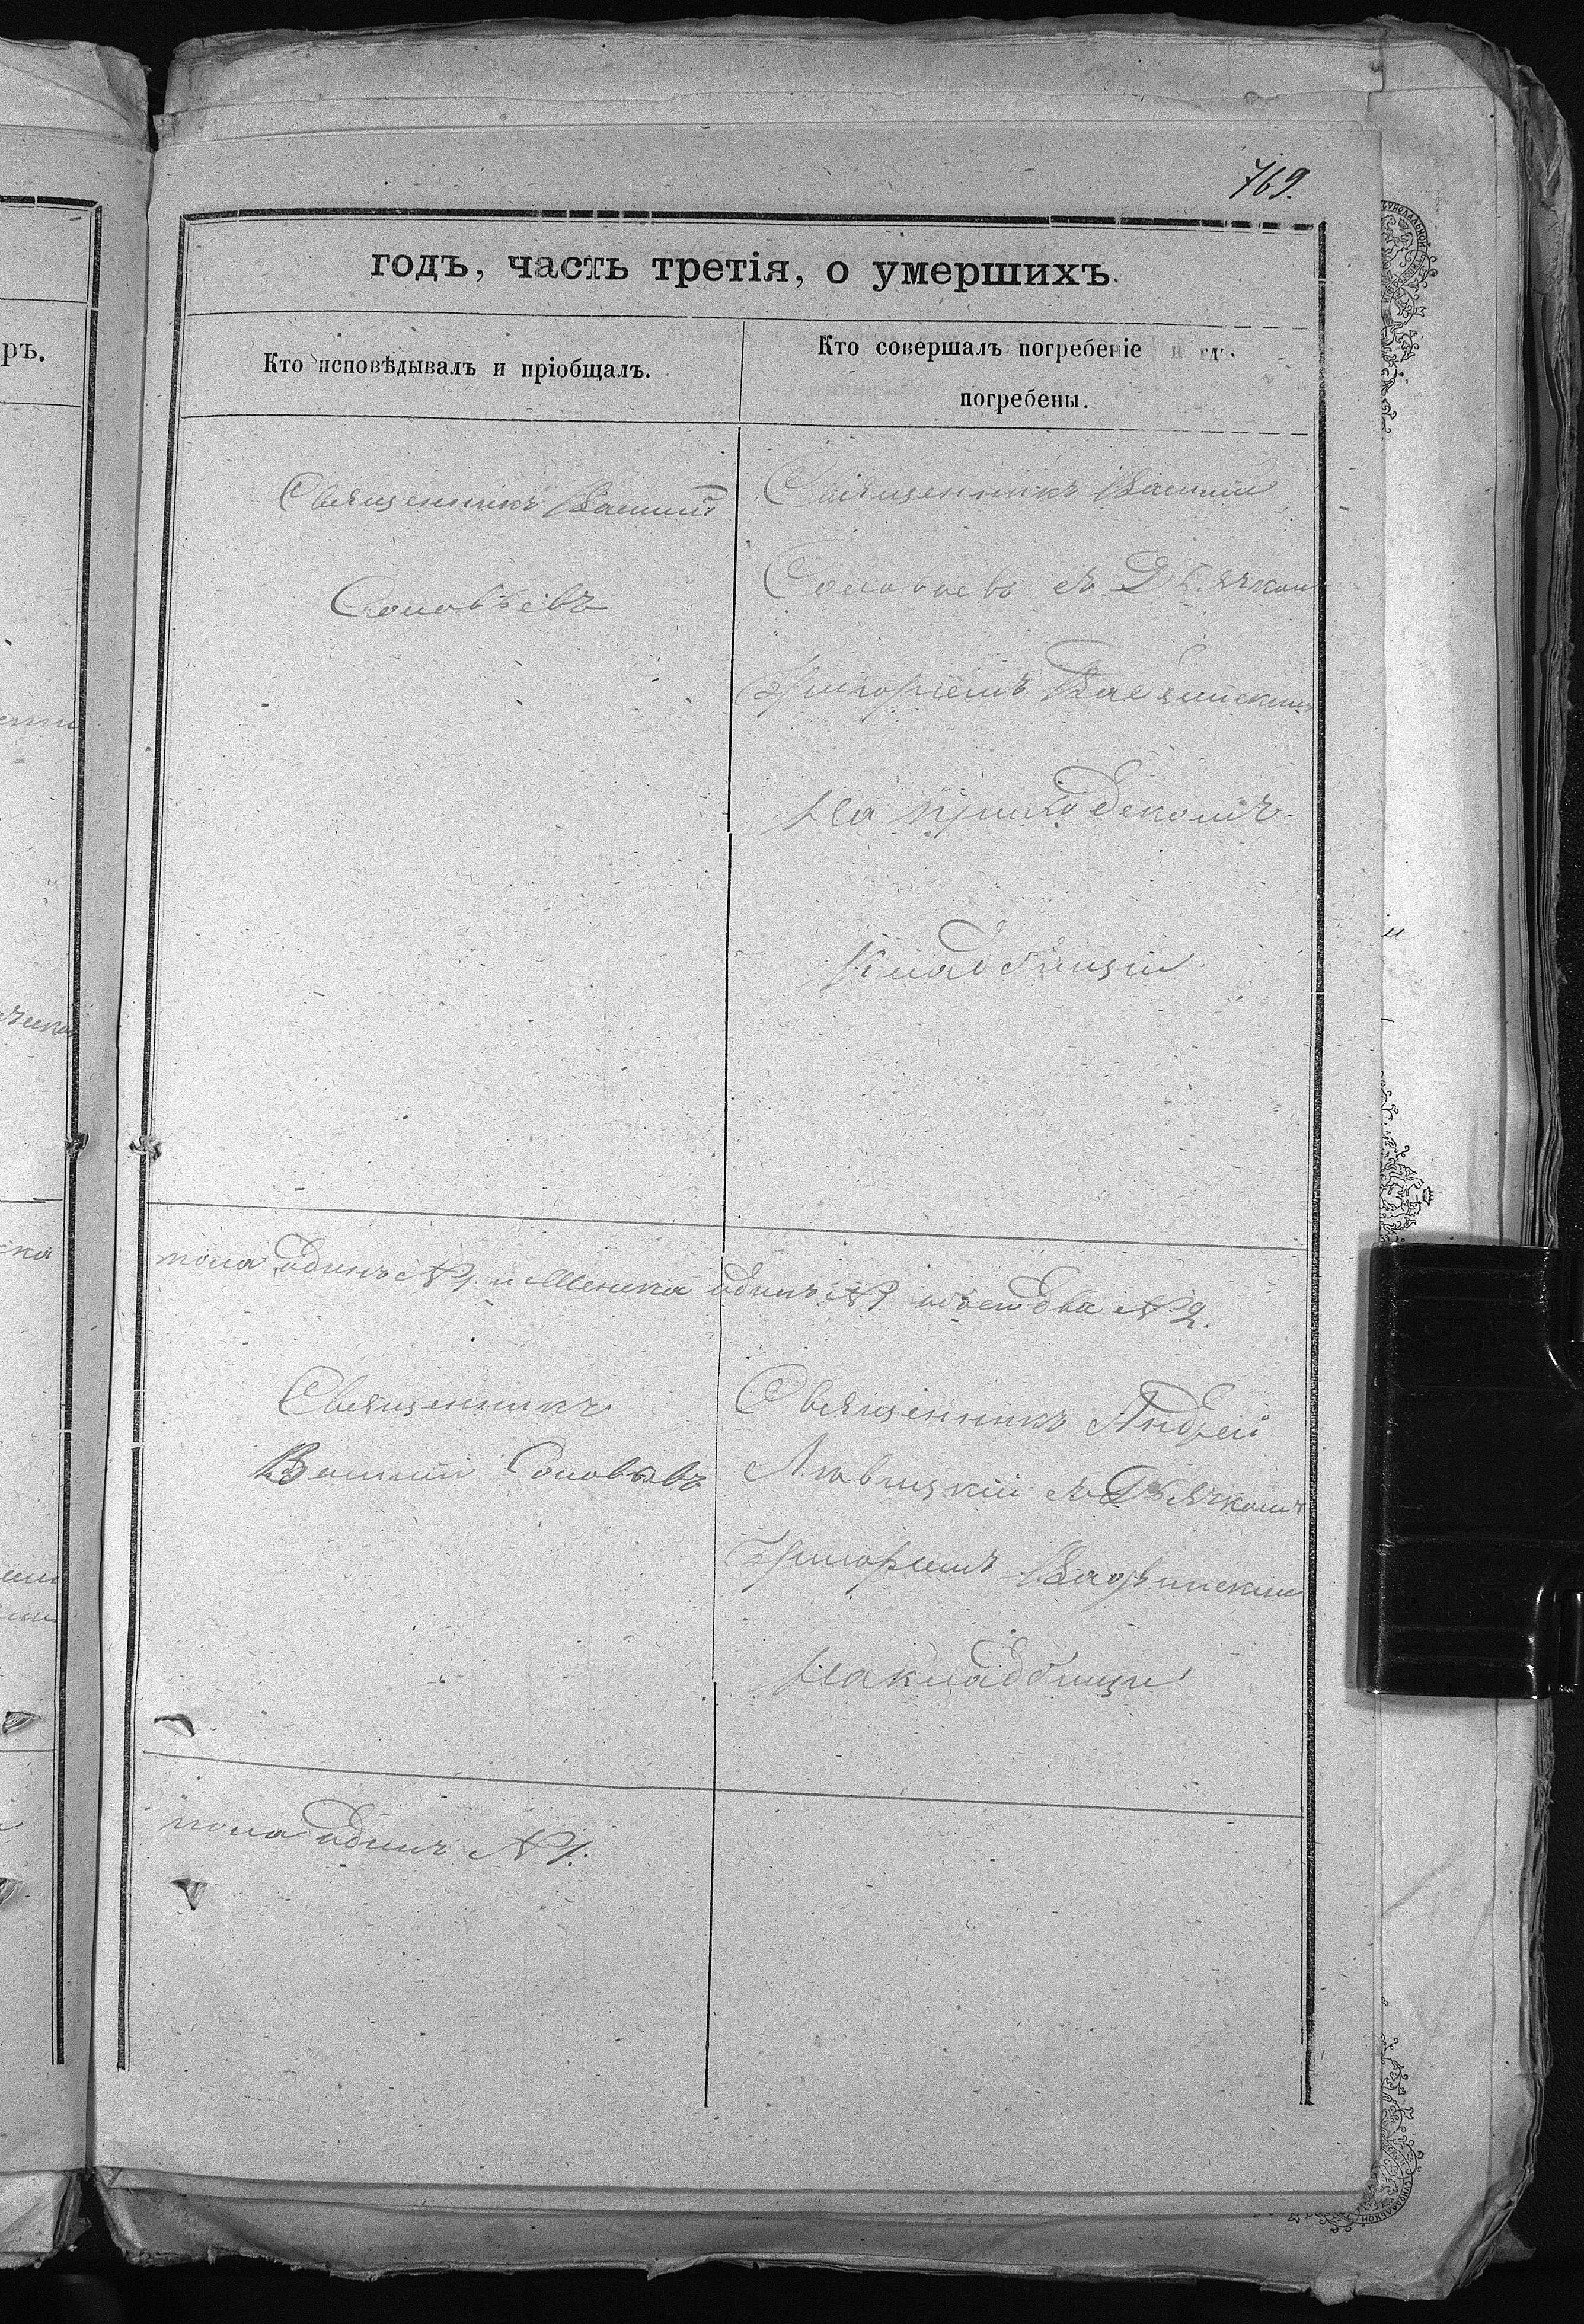 769.
годъ, часть третія, о умершихъ.
Кто исповѣдывалъ и пріобщалъ.
Кто совершалъ погребеніе и гдѣ
погребены.
Священникъ Василій
Соловьевъ
Священникъ Василій
Соловьевъ съ Дьячком
Григоріемъ
На приходскомъ
Кладбищѣ
пола одинъ № 1 и Женска одинъ № 1 обоего два № 2.
Священникъ
Василій Соловьевъ
Священникъ Андрей
съ Дьячкомъ
Григоріемъ
На кладбищѣ
пола одинъ № 1.
ръ.